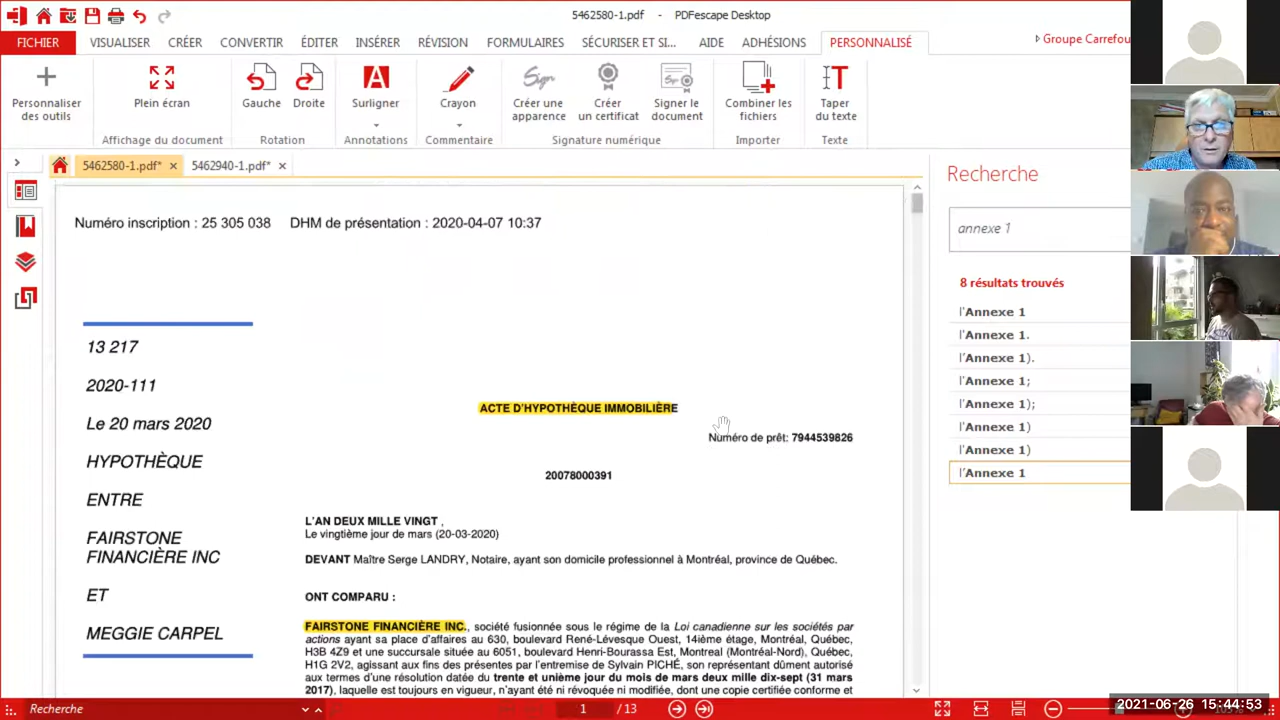 5462580-1.pdf - PDFescape Desktop
FICHIER VISUALISER CRÉER CONVERTIR ÉDITER INSÉRER RÉVISION FORMULAIRES SÉCURISER ET SI... AIDE ADHÉSIONS PERSONNALISÉ Groupe Carrefou
Personnaliser des outils
Plein écran
Gauche Droite
Surligner
Crayon
Sign
Créer une apparence
Créer un certificat
Signer le document
Combiner les fichiers
Taper du texte
Affichage du document Rotation Annotations Commentaire Signature numérique Importer Texte
5462580-1.pdf* 5462940-1.pdf*
Numéro inscription : 25 305 038 DHM de présentation : 2020-04-07 10:37
13 217
2020-111
Le 20 mars 2020
HYPOTHÈQUE
ENTRE
FAIRSTONE
FINANCIÈRE INC
ET
MEGGIE CARPEL
ACTE D'HYPOTHÈQUE IMMOBILIÈRE
Numéro de prêt: 7944539826
20078000391
L'AN DEUX MILLE VINGT ,
Le vingtième jour de mars (20-03-2020)
DEVANT Maître Serge LANDRY, Notaire, ayant son domicile professionnel à Montréal, province de Québec.
ONT COMPARU :
FAIRSTONE FINANCIÈRE INC., société fusionnée sous le régime de la Loi canadienne sur les sociétés par
actions ayant sa place d'affaires au 630, boulevard René-Lévesque Ouest, 14ième étage, Montréal, Québec,
H3B 4Z9 et une succursale située au 6051, boulevard Henri-Bourassa Est, Montreal (Montréal-Nord), Québec,
H1G 2V2, agissant aux fins des présentes par l'entremise de Sylvain PICHÉ, son représentant dûment autorisé
aux termes d'une résolution datée du trente et unième jour du mois de mars deux mille dix-sept (31 mars
2017), laquelle est toujours en vigueur, n'ayant été ni révoquée ni modifiée, dont une copie certifiée conforme et
Recherche
annexe 1
8 résultats trouvés
l'Annexe 1
l'Annexe 1.
l'Annexe 1).
l'Annexe 1;
l'Annexe 1);
l'Annexe 1)
l'Annexe 1)
l'Annexe 1
Recherche 1 / 13
2021-06-26 15:44:53